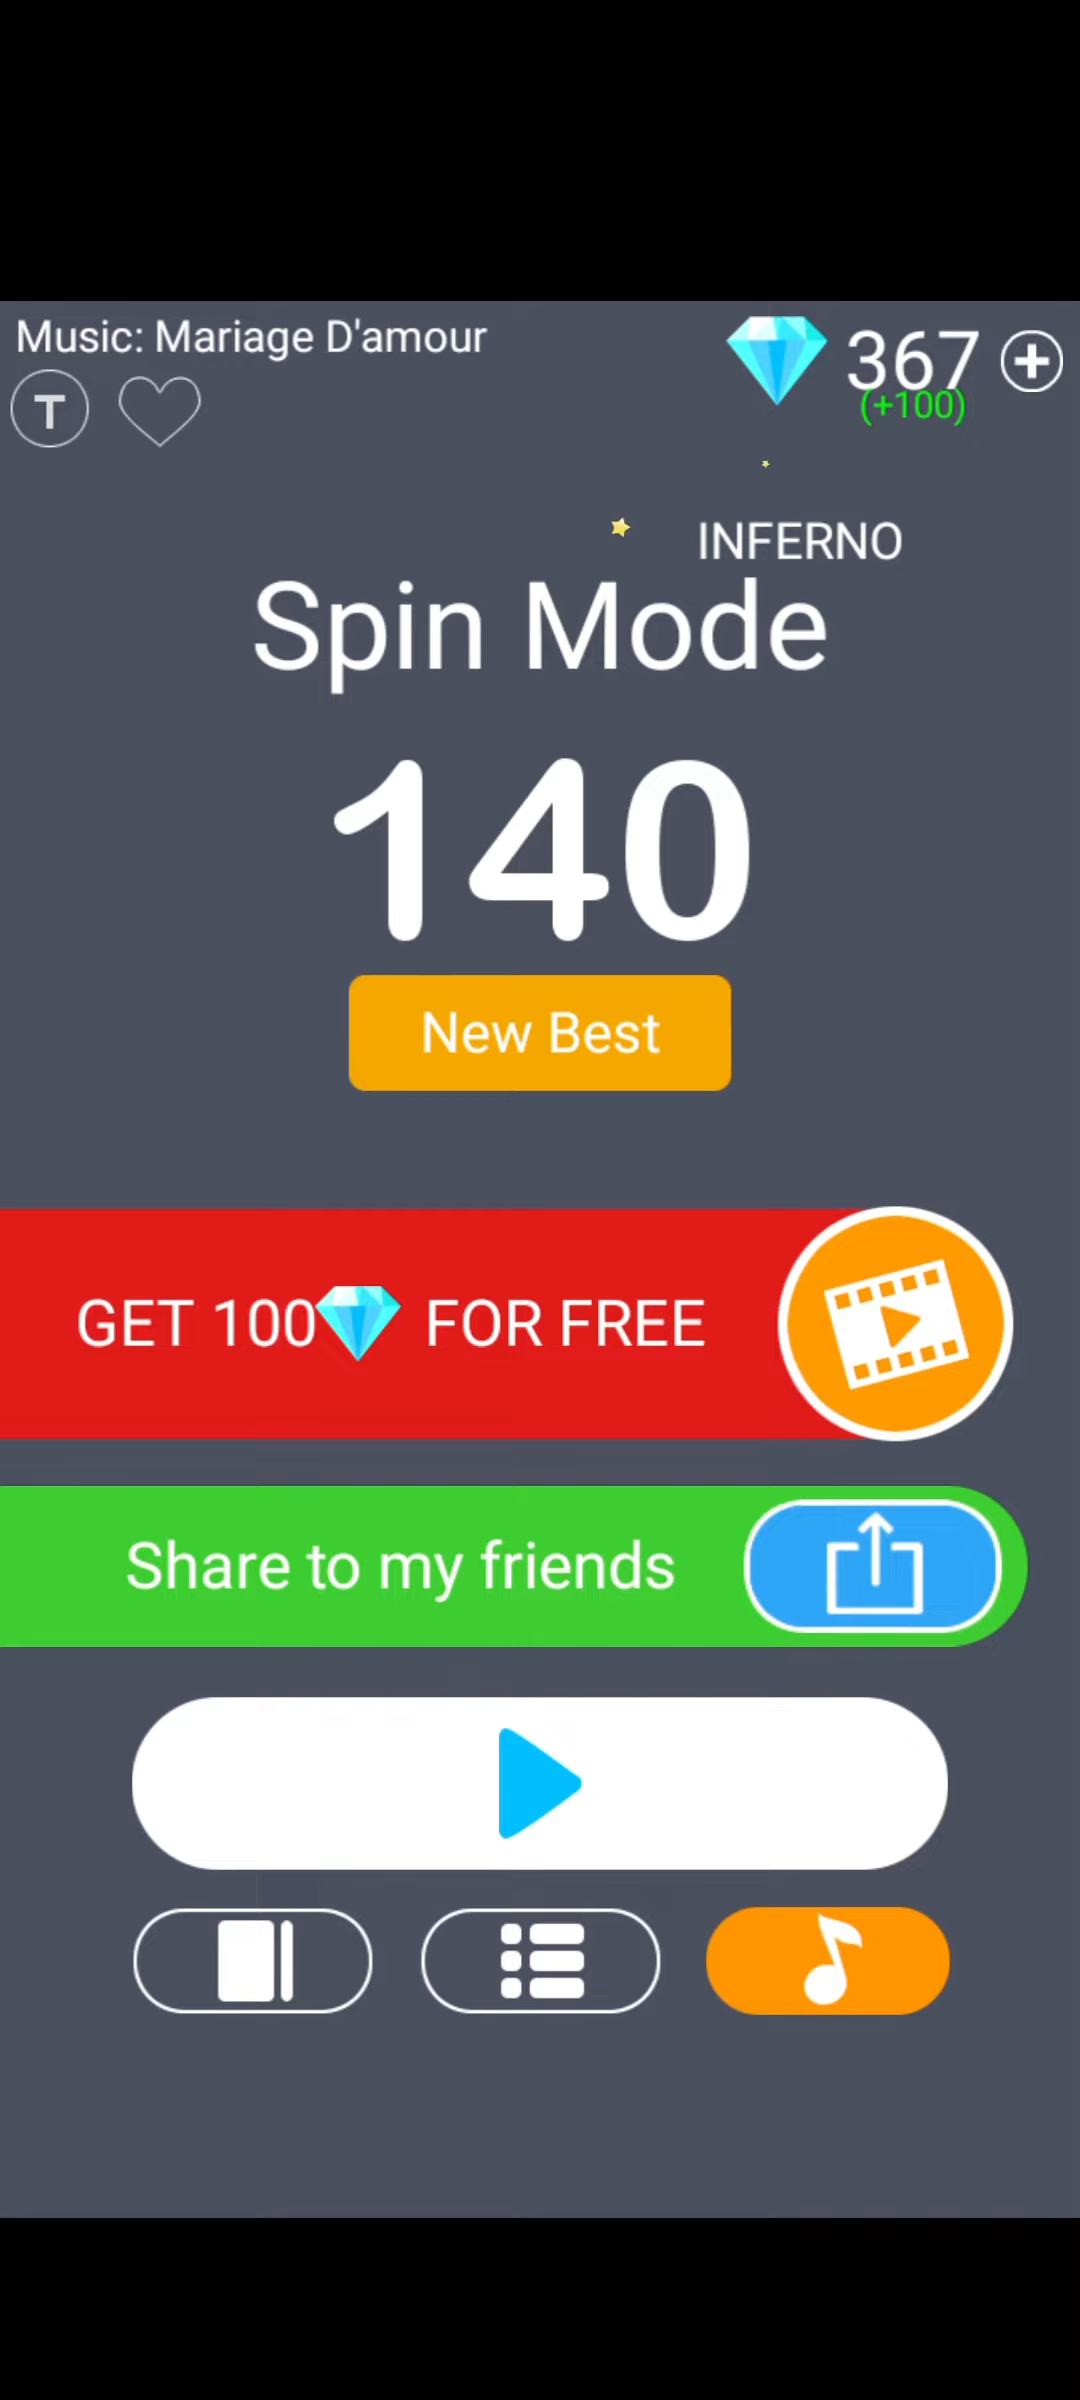 Music: Mariage D'amour
367
(+100)
T
INFERNO
Spin Mode
140
New Best
GET 100 FOR FREE
Share to my friends